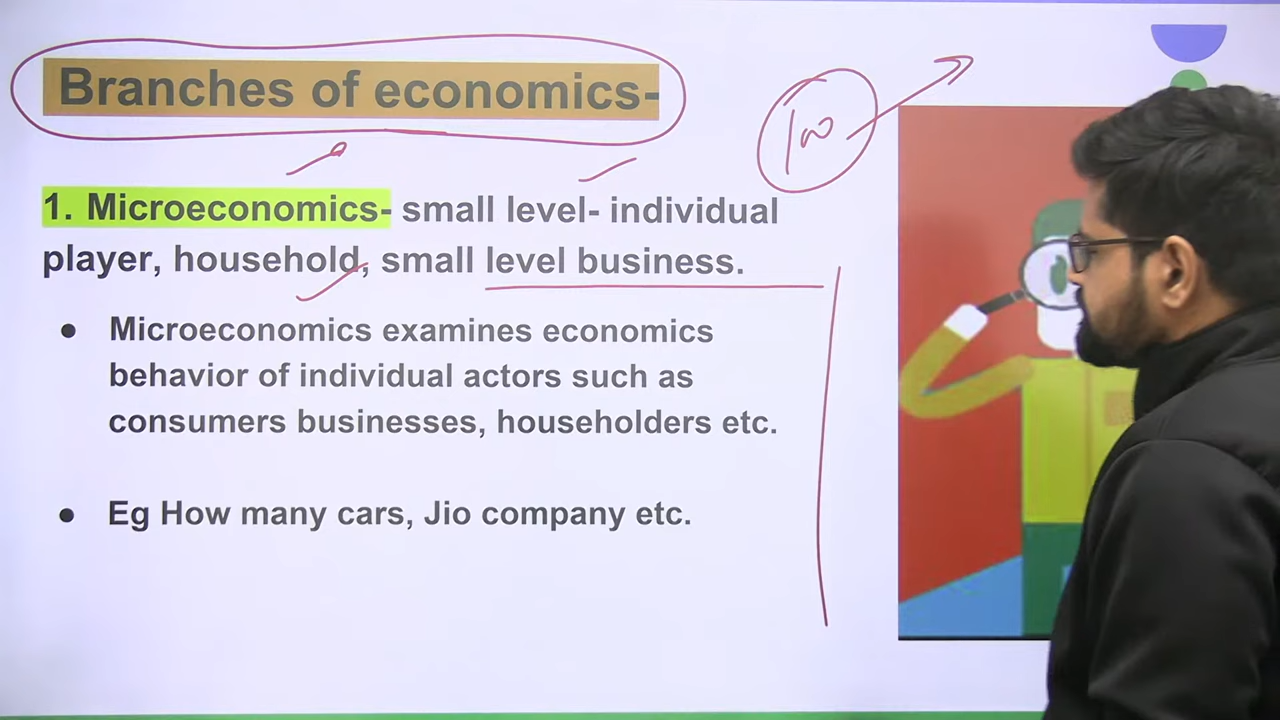 Branches of economics-
1. Microeconomics- small level- individual
player, household, small level business.
● Microeconomics examines economics
behavior of individual actors such as
consumers businesses, householders etc.
● Eg How many cars, Jio company etc.